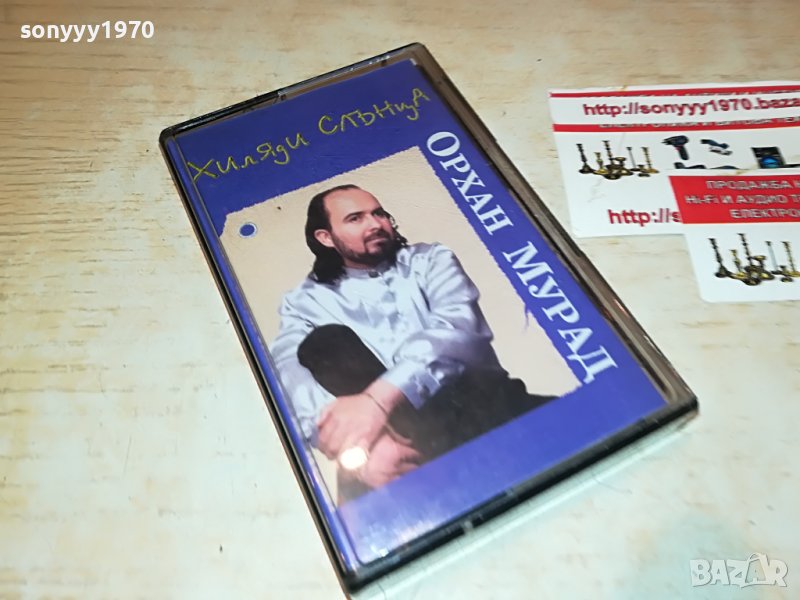 sonyyy1970
ХИЛЯДИ СЛЪНЦА
ОРХАН МУРАД
http://sonyyy1970.baza
http://s
ПРОДАЖБА Н
Hi-Fi И АУДИО Т
ЕЛЕКТРО
BAZAR